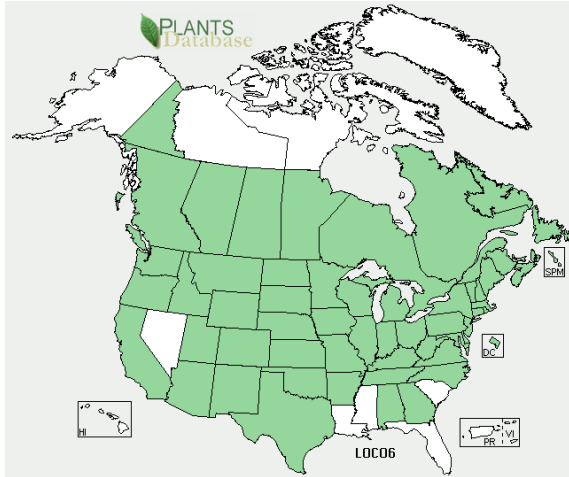 PLANTS
Database
SPM
DC
HI
PR
VI
LOCO6